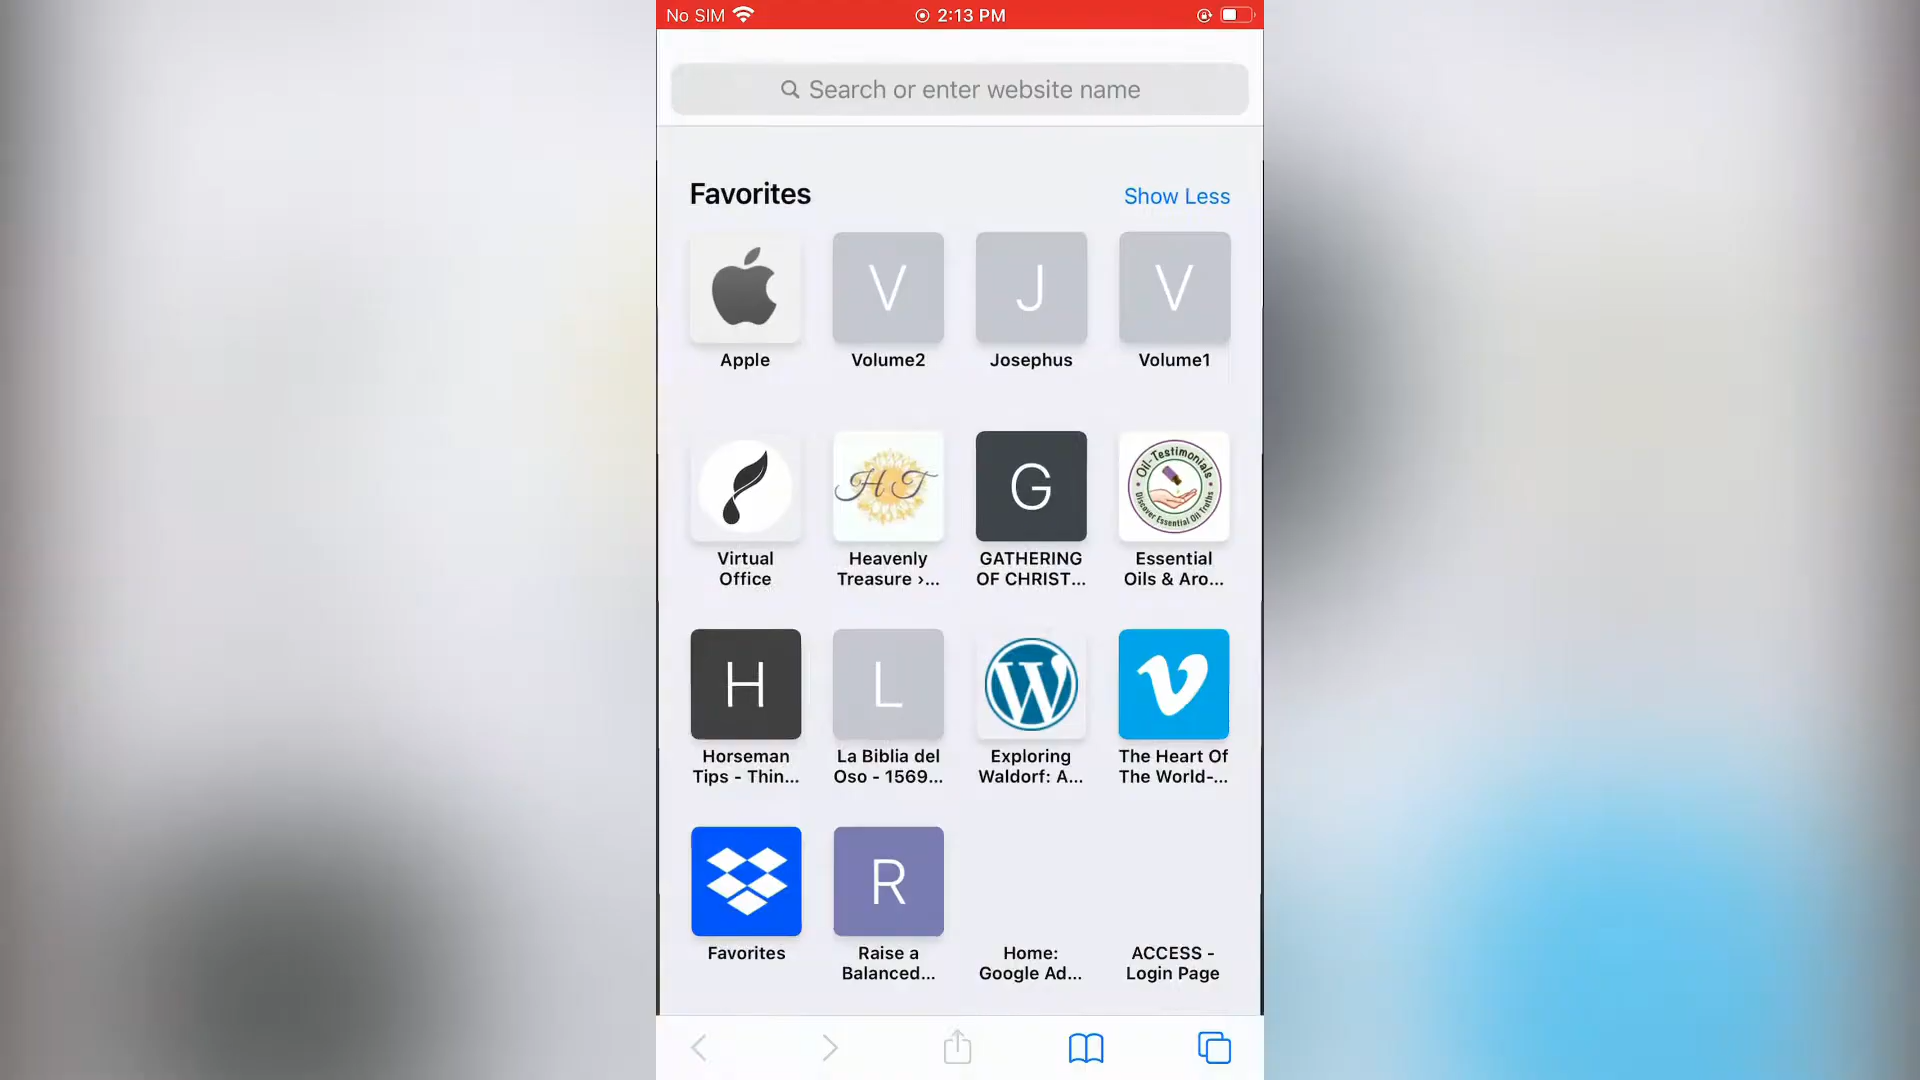 No SIM
2:13 PM
Search or enter website name
Favorites
Show Less
V
J
V
Apple
Volume2
Josephus
Volume1
HT
G
Oil-Testimonials
Discover Essential Oil Truths
Virtual
Office
Heavenly
Treasure ›...
GATHERING
OF CHRIST...
Essential
Oils & Aro...
H
L
W
V
Horseman
Tips - Thin...
La Biblia del
Oso - 1569...
Exploring
Waldorf: A...
The Heart Of
The World-...
R
Favorites
Raise a
Balanced...
Home:
Google Ad...
ACCESS -
Login Page